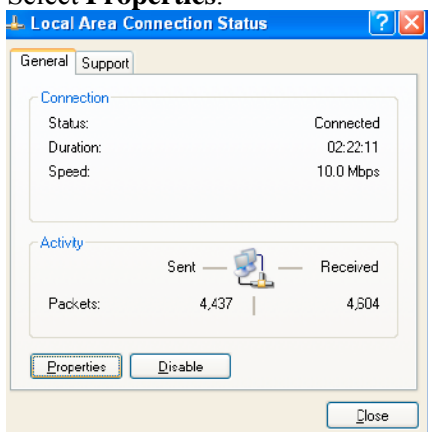 Select Properties.
Local Area Connection Status
General Support
Connection
Status: Connected
Duration: 02:22:11
Speed: 10.0 Mbps
Activity
Sent — — Received
Packets: 4,437 | 4,604
Properties Disable
Close